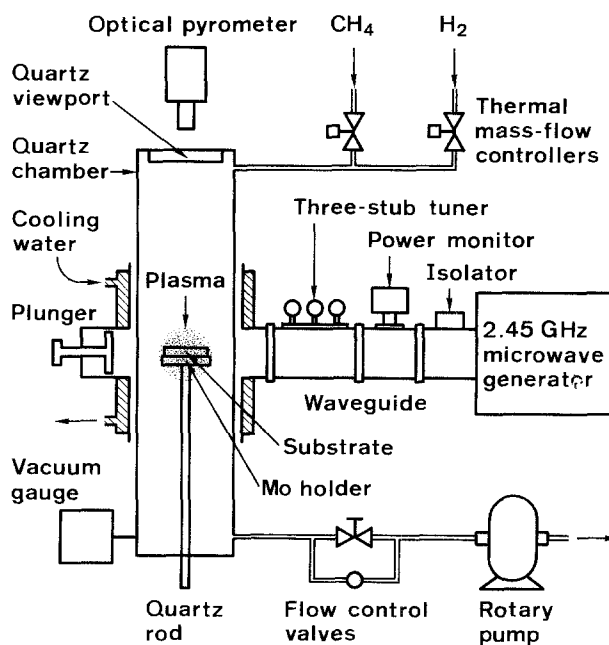 Optical pyrometer
CH4
H2
Quartz
viewport
Thermal
mass-flow
controllers
Quartz
chamber
Three-stub tuner
Cooling
water
Power monitor
Isolator
Plasma
Plunger
2.45 GHz
microwave
generator
Waveguide
Substrate
Mo holder
Vacuum
gauge
Quartz
rod
Flow control
valves
Rotary
pump